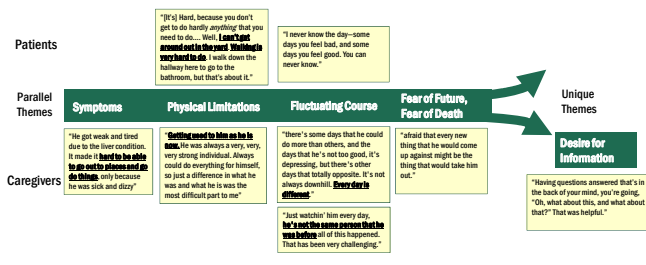 "[It's] Hard, because you don't
get to do hardly anything that you
need to do.... Well, I can't get
around out in the yard. Walking is
very hard to do. I walk down the
hallway here to go to the
bathroom, but that's about it."
"I never know the day—some
days you feel bad, and some
days you feel good. You can
never know."
Patients
Parallel
Themes
Symptoms
Physical Limitations
Fluctuating Course
Fear of Future,
Fear of Death
Unique
Themes
Desire for
Information
Caregivers
"He got weak and tired
due to the liver condition.
It made it hard to be able
to go out to places and go
do things, only because
he was sick and dizzy"
"Getting used to him as he is
now. He was always a very, very,
very strong individual. Always
could do everything for himself,
so just a difference in what he
was and what he is was the
most difficult part to me"
"there's some days that he could
do more than others, and the
days that he's not too good, it's
depressing, but there's other
days that totally opposite. It's not
always downhill. Every day is
different."
"Just watchin' him every day,
he's not the same person that he
was before all of this happened.
That has been very challenging."
"afraid that every new
thing that he would come
up against might be the
thing that would take him
out."
"Having questions answered that's in
the back of your mind, you're going,
"Oh, what about this, and what about
that?" That was helpful."